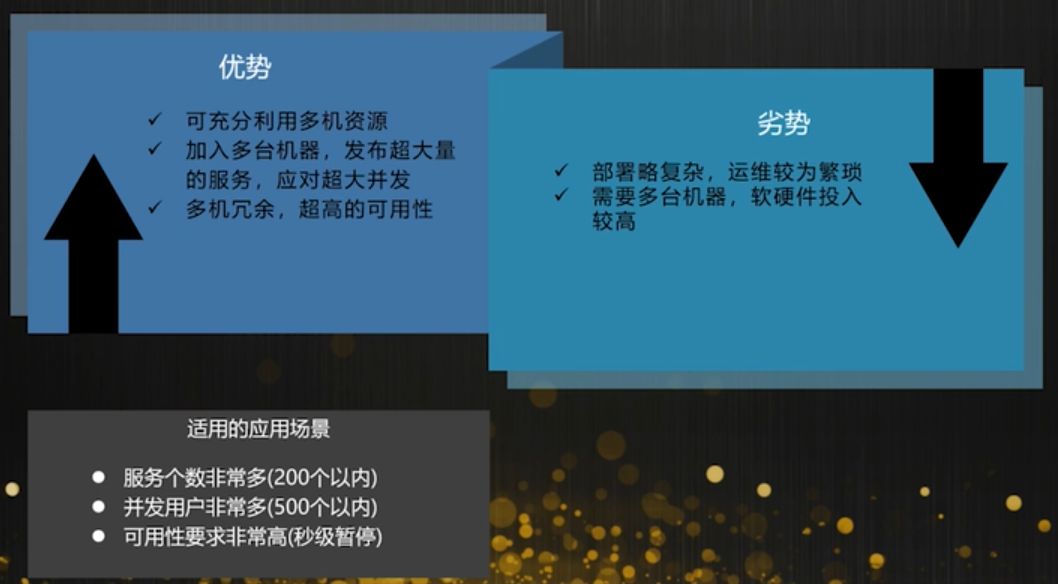 优势
可充分利用多机资源
加入多台机器，发布超大量
的服务，应对超大并发
多机冗余，超高的可用性
劣势
部署略复杂，运维较为繁琐
需要多台机器，软硬件投入
较高
适用的应用场景
服务个数非常多(200个以内)
并发用户非常多(500个以内)
可用性要求非常高(秒级暂停)